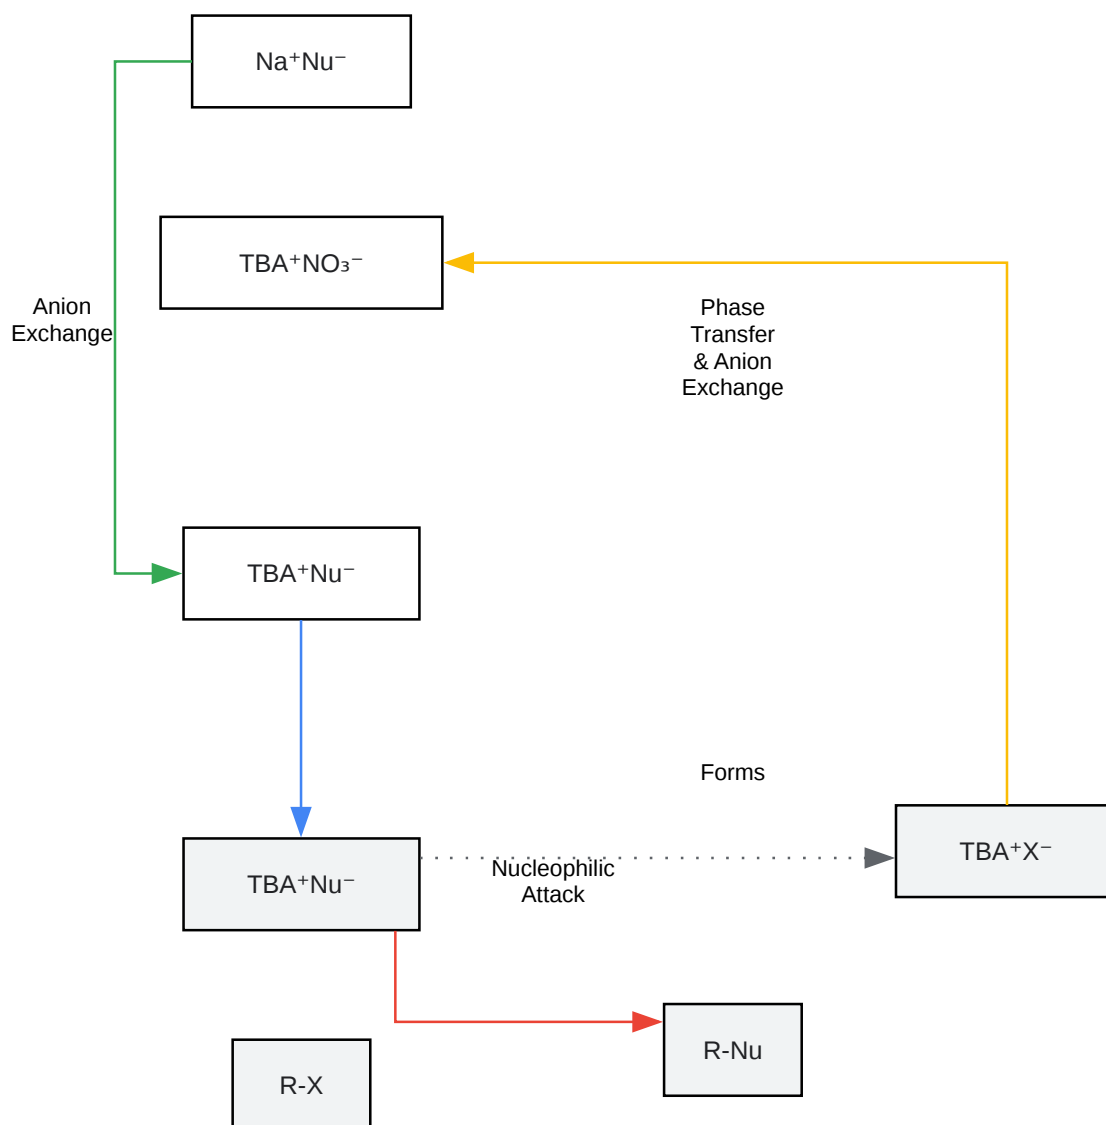 Na⁺Nu⁻
TBA⁺NO₃⁻
Anion
Exchange
Phase
Transfer
& Anion
Exchange
TBA⁺Nu⁻
Forms
TBA⁺X⁻
TBA⁺Nu⁻
Nucleophilic
Attack
R-Nu
R-X